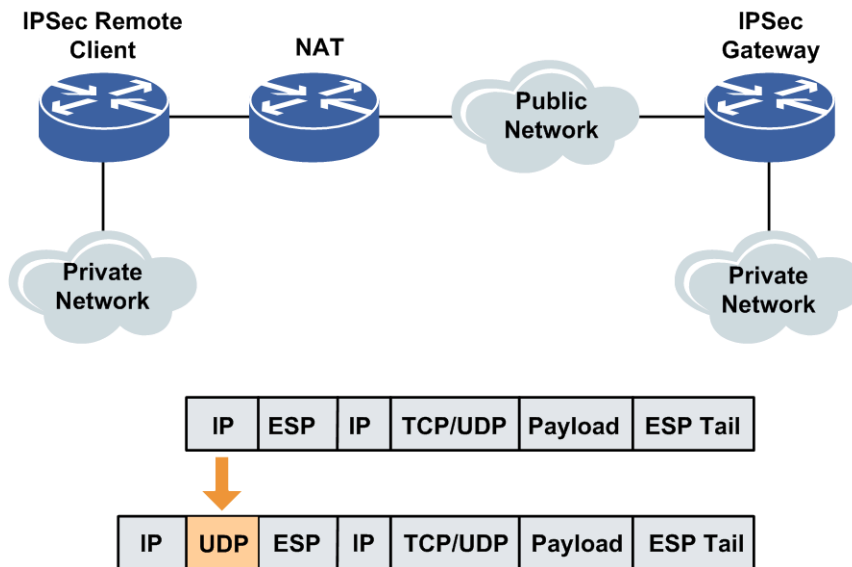 IPSec Remote
Client
NAT
IPSec
Gateway
Public
Network
Private
Network
Private
Network
IP ESP IP TCP/UDP Payload ESP Tail
IP UDP ESP IP TCP/UDP Payload ESP Tail